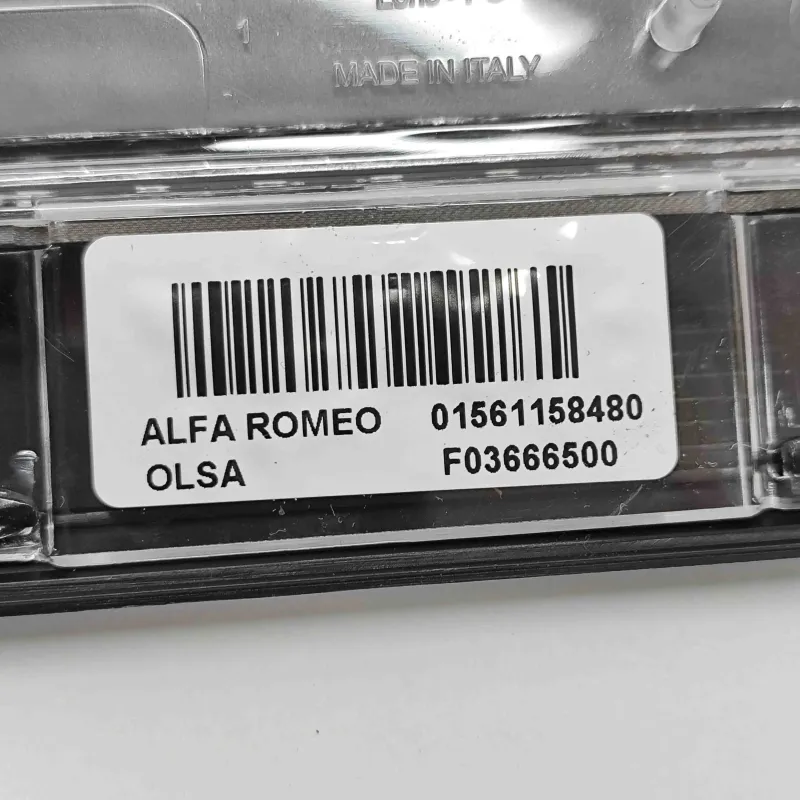 1
MADE IN ITALY
ALFA ROMEO 01561158480
OLSA F03666500